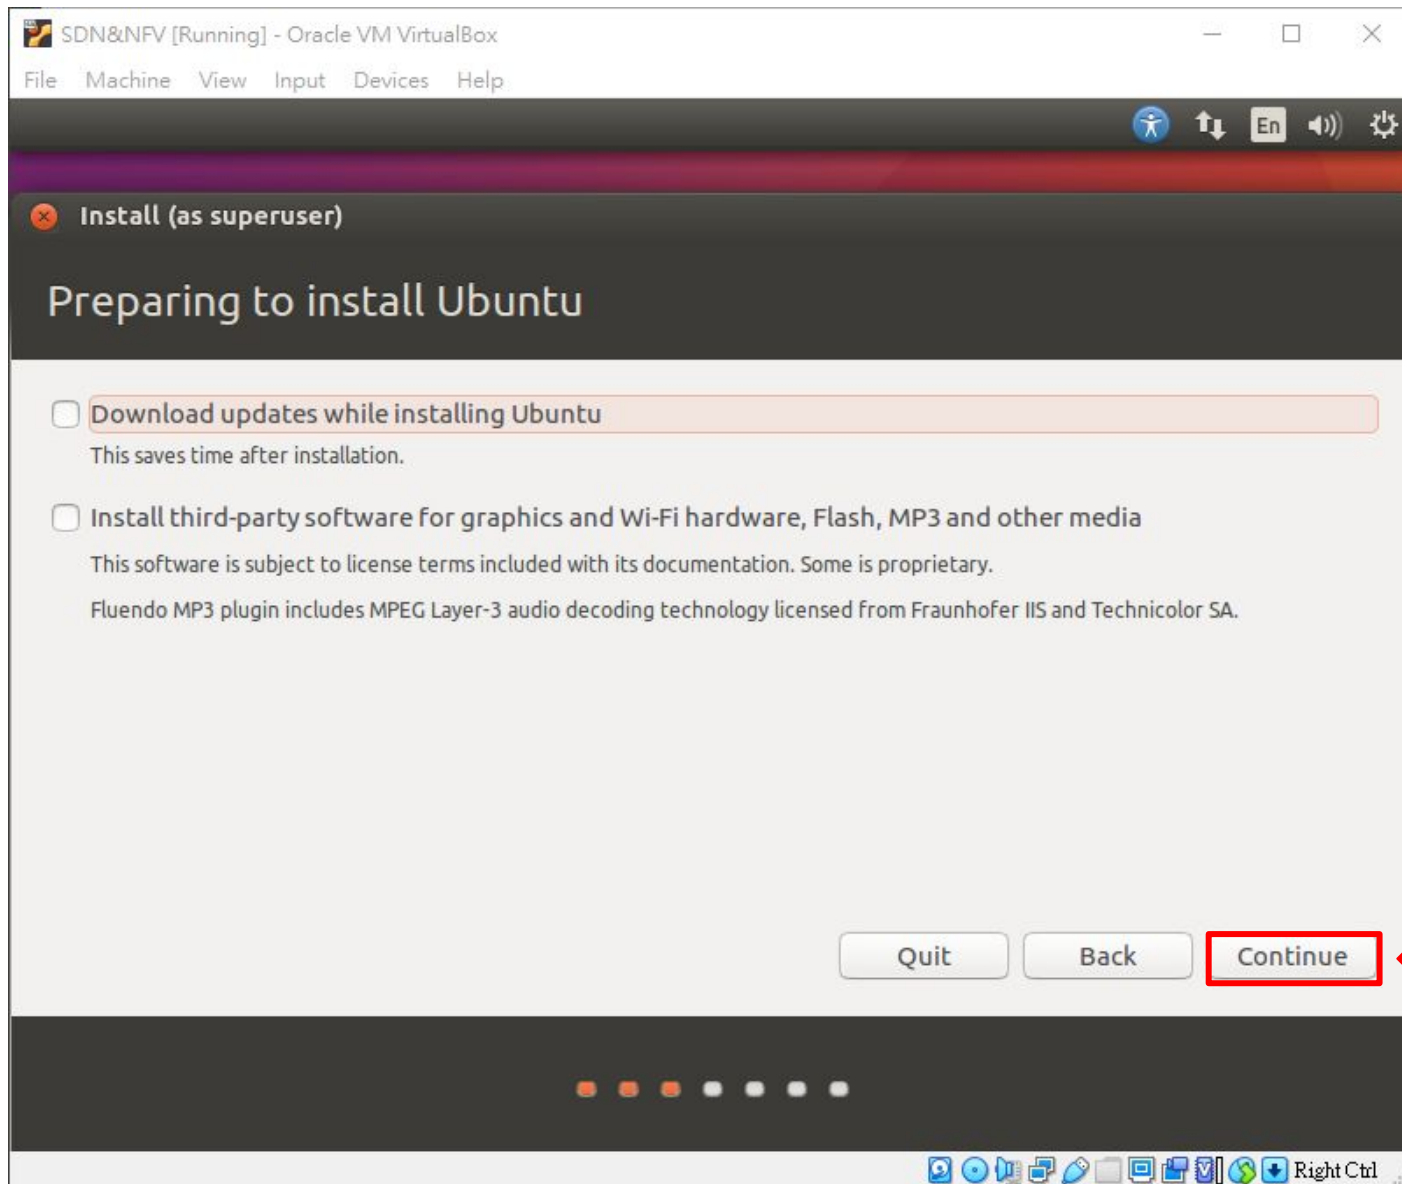 SDN&NFV [Running] - Oracle VM VirtualBox
File Machine View Input Devices Help
En
Install (as superuser)
Preparing to install Ubuntu
Download updates while installing Ubuntu
This saves time after installation.
Install third-party software for graphics and Wi-Fi hardware, Flash, MP3 and other media
This software is subject to license terms included with its documentation. Some is proprietary.
Fluendo MP3 plugin includes MPEG Layer-3 audio decoding technology licensed from Fraunhofer IIS and Technicolor SA.
Quit Back Continue
Right Ctrl